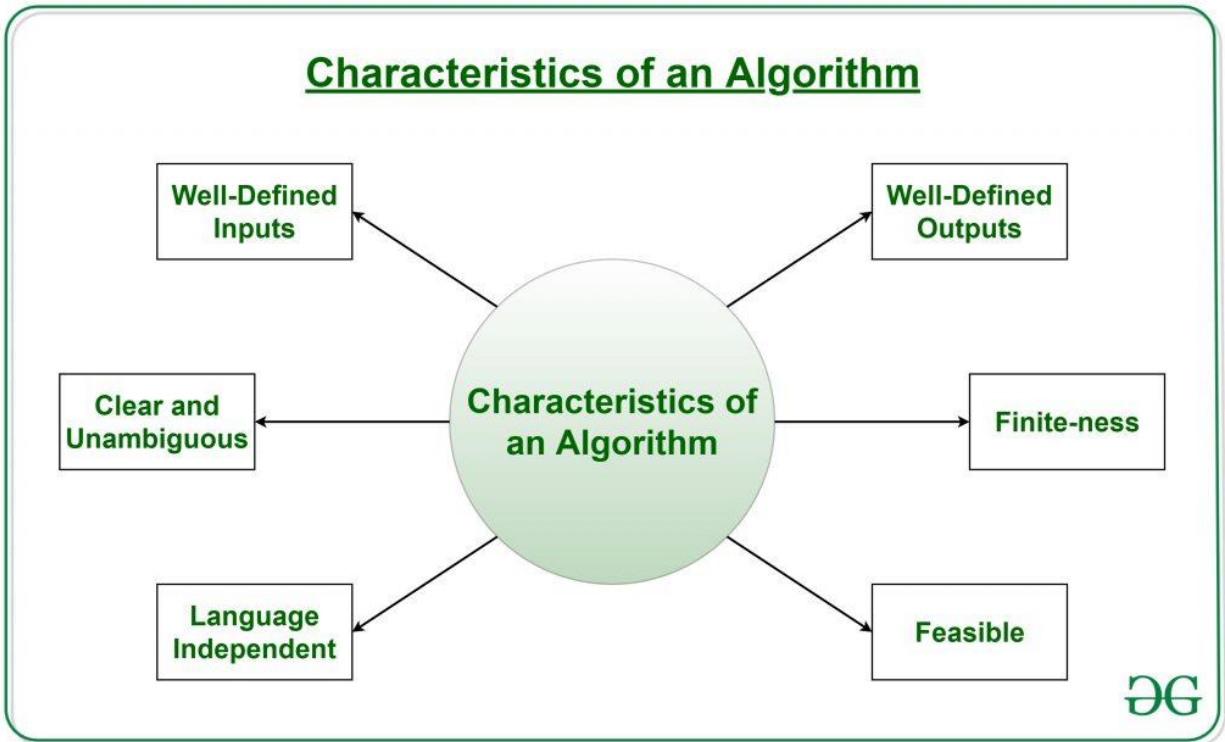 Characteristics of an Algorithm
Well-Defined
Inputs
Well-Defined
Outputs
Clear and
Unambiguous
Characteristics of
an Algorithm
Finite-ness
Language
Independent
Feasible